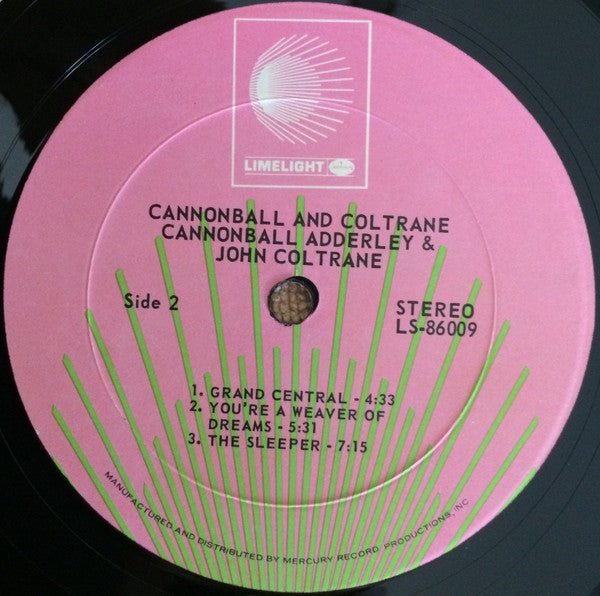 LIMELIGHT
CANNONBALL AND COLTRANE
CANNONBALL ADDERLEY &
JOHN COLTRANE
Side 2
STEREO
LS-86009
1. GRAND CENTRAL - 4:33
2. YOU'RE A WEAVER OF
DREAMS - 5:31
3. THE SLEEPER - 7:15
MANUFACTURED AND DISTRIBUTED BY MERCURY RECORD PRODUCTIONS, INC